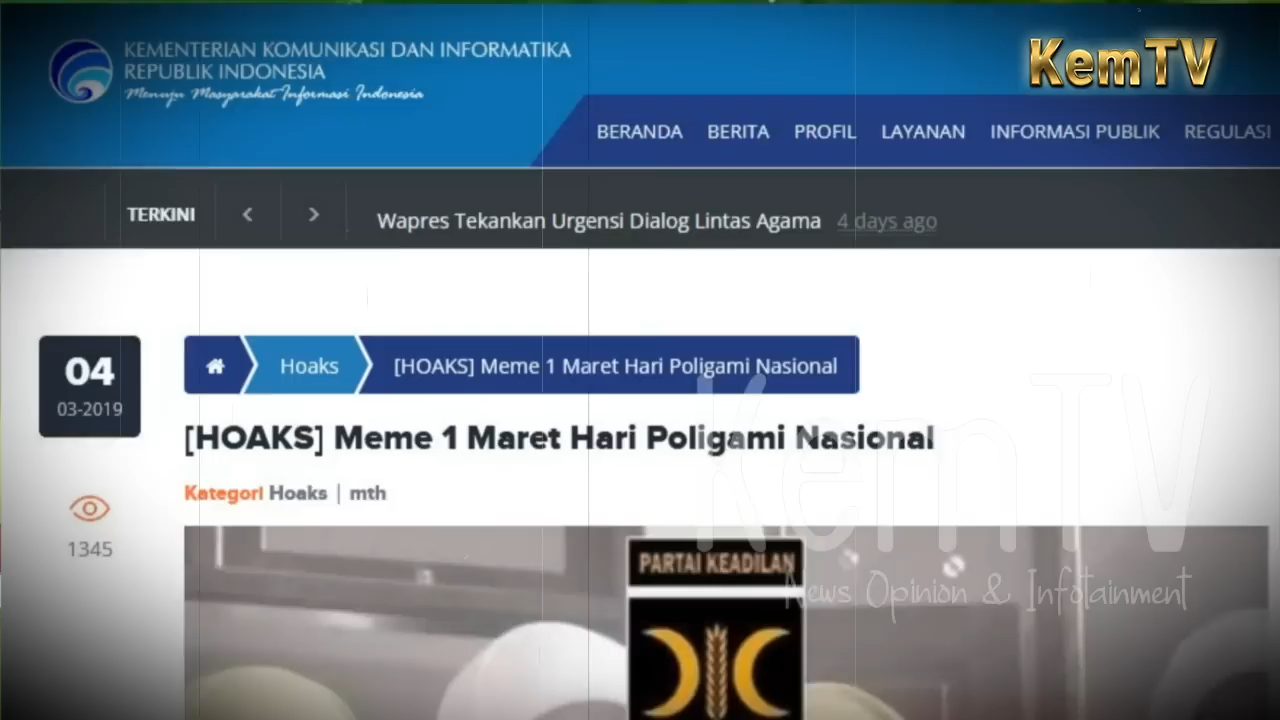 KEMENTERIAN KOMUNIKASI DAN INFORMATIKA
REPUBLIK INDONESIA
Menuju Masyarakat Informasi Indonesia
KemTV
BERANDA BERITA PROFIL LAYANAN INFORMASI PUBLIK REGULASI
TERKINI
Wapres Tekankan Urgensi Dialog Lintas Agama 4 days ago
04
03-2019
Hoaks
[HOAKS] Meme 1 Maret Hari Poligami Nasional
[HOAKS] Meme 1 Maret Hari Poligami Nasional
Kategori Hoaks | mth
1345
PARTAI KEADILAN
KemTV
News Opinion & Infotainment